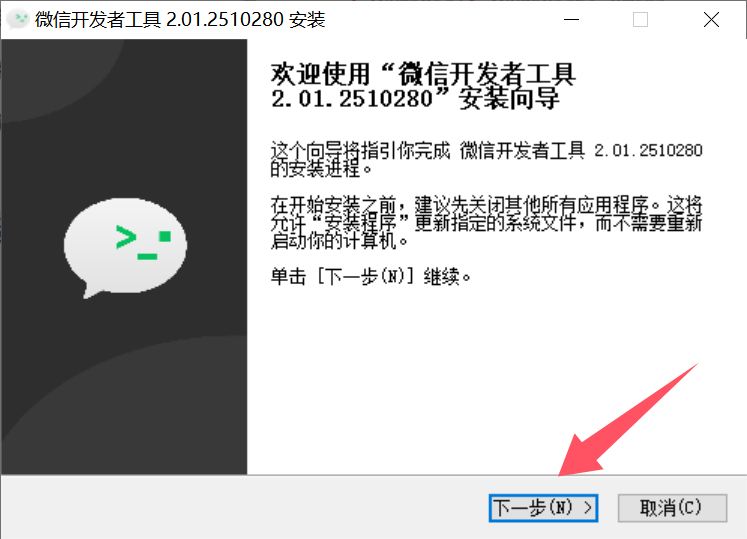 微信开发者工具 2.01.2510280 安装
欢迎使用“微信开发者工具
2.01.2510280”安装向导
这个向导将指引你完成 微信开发者工具 2.01.2510280
的安装进程。
在开始安装之前，建议先关闭其他所有应用程序。这将
允许“安装程序”更新指定的系统文件，而不需要重新
启动你的计算机。
单击 [下一步(N)] 继续。
下一步(N) >
取消(C)